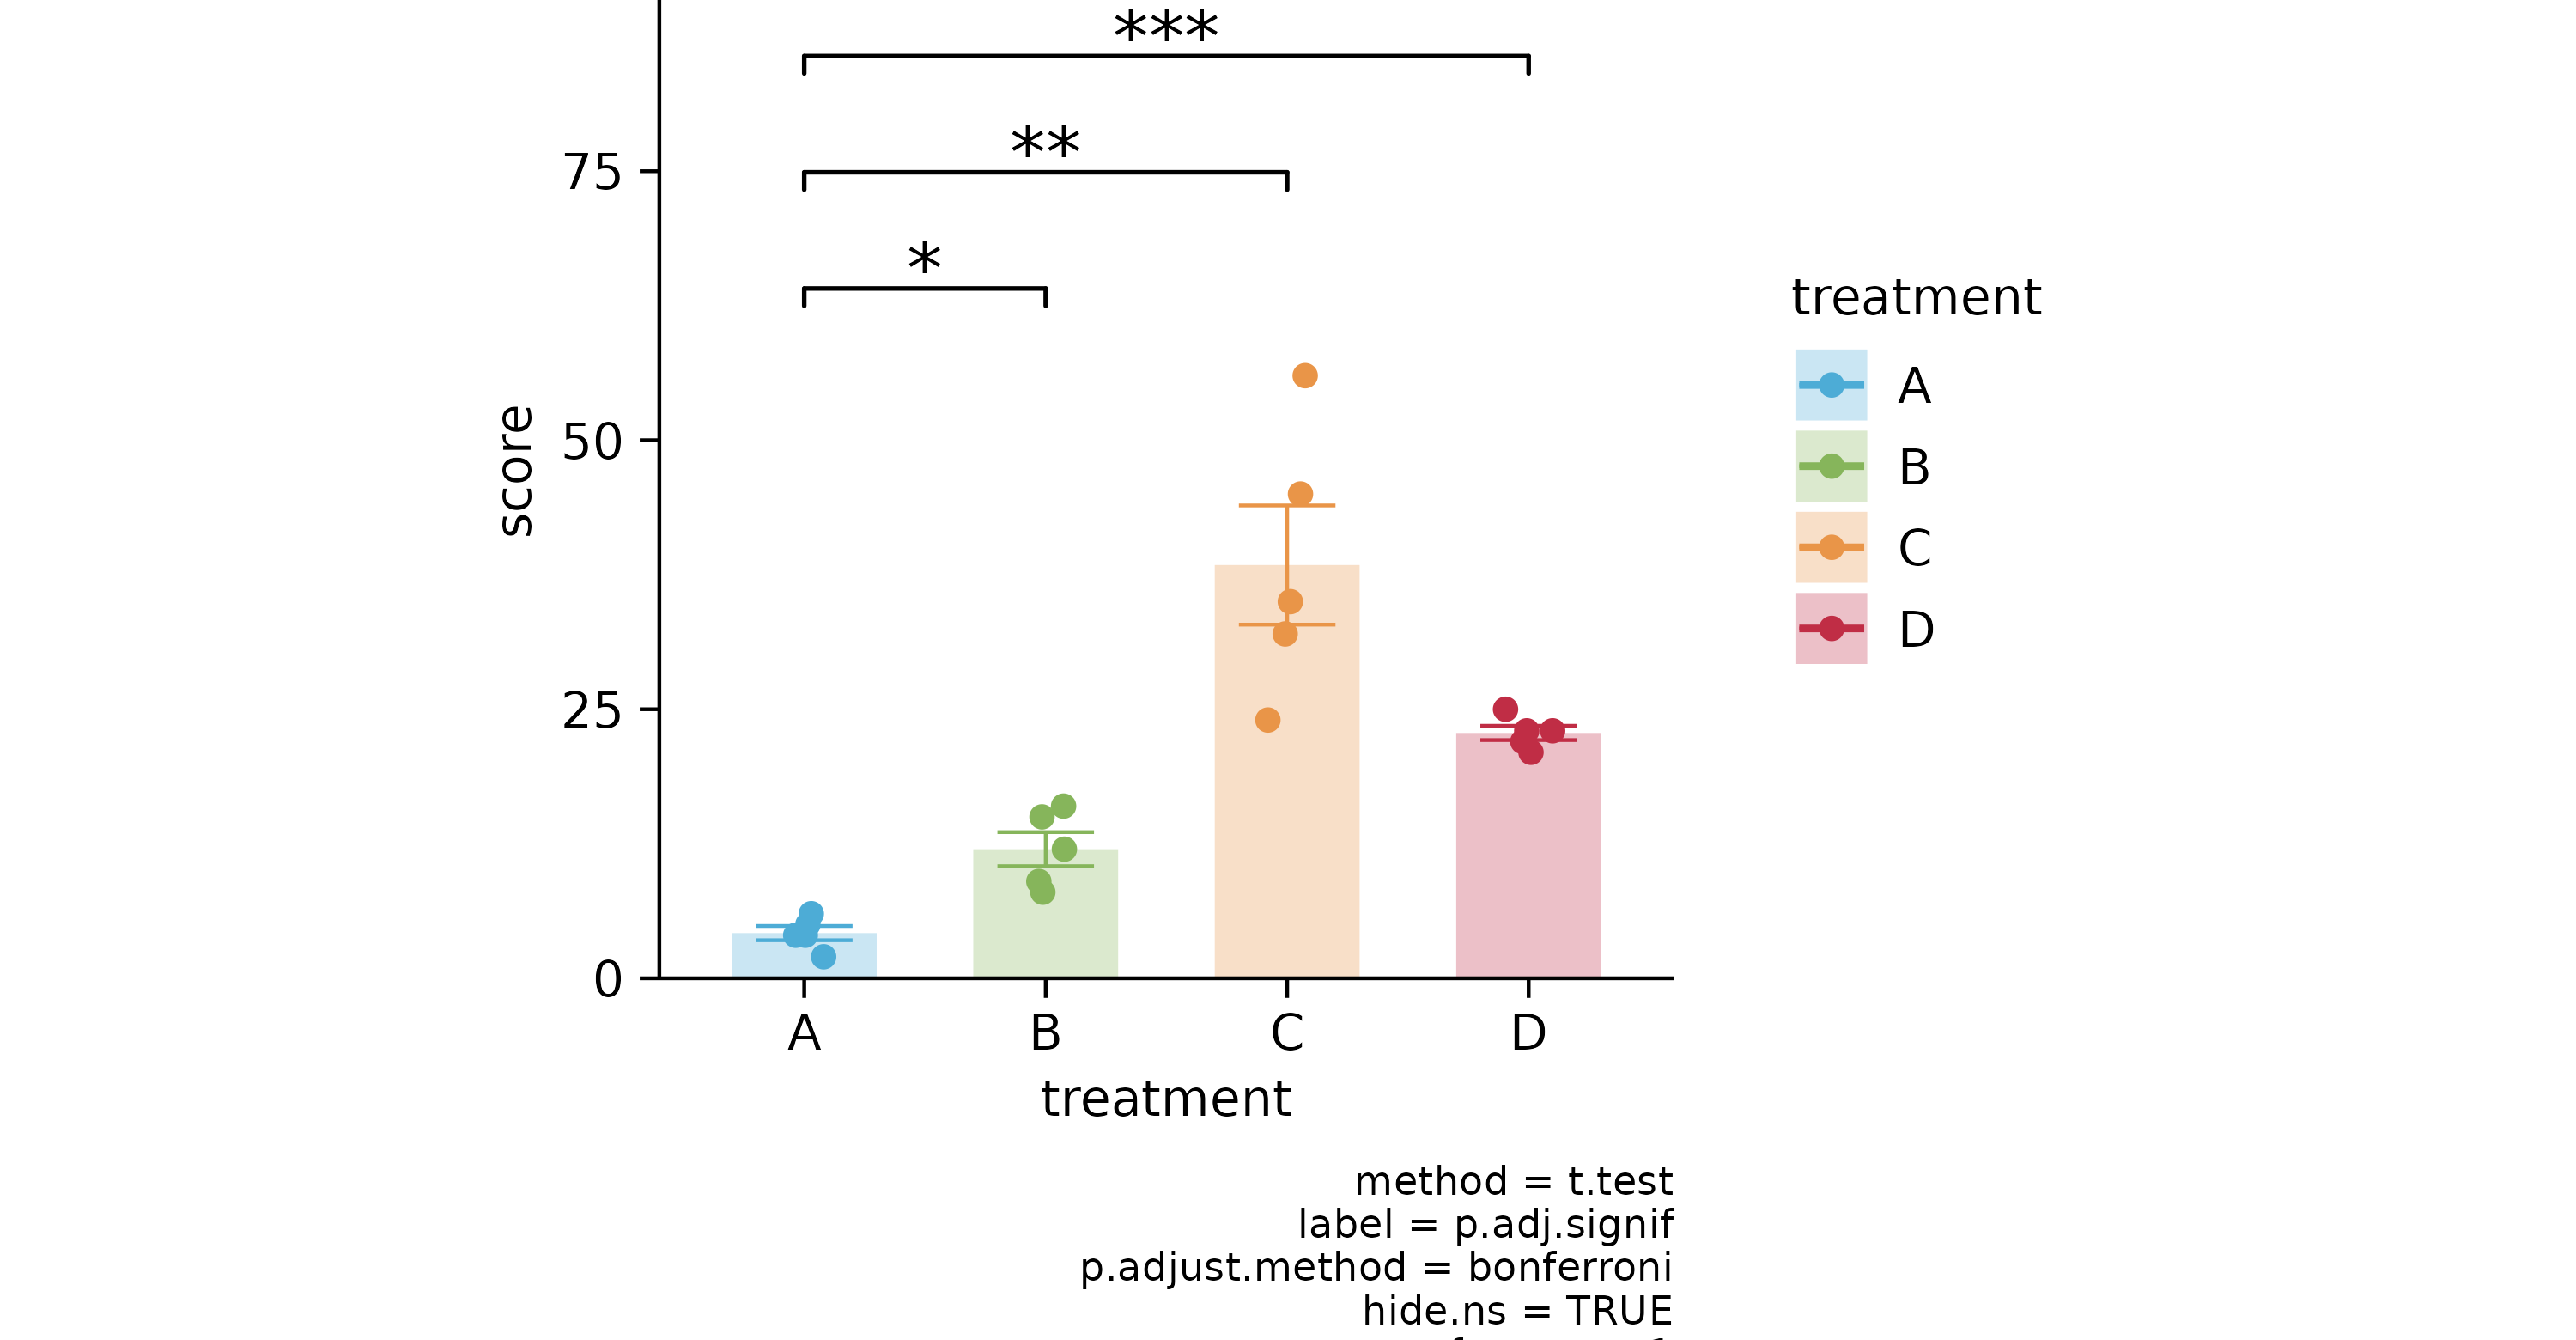 ***
75
**
*
treatment
A
B
C
D
50
score
25
0
A B C D
treatment
method = t.test
label = p.adj.signif
p.adjust.method = bonferroni
hide.ns = TRUE